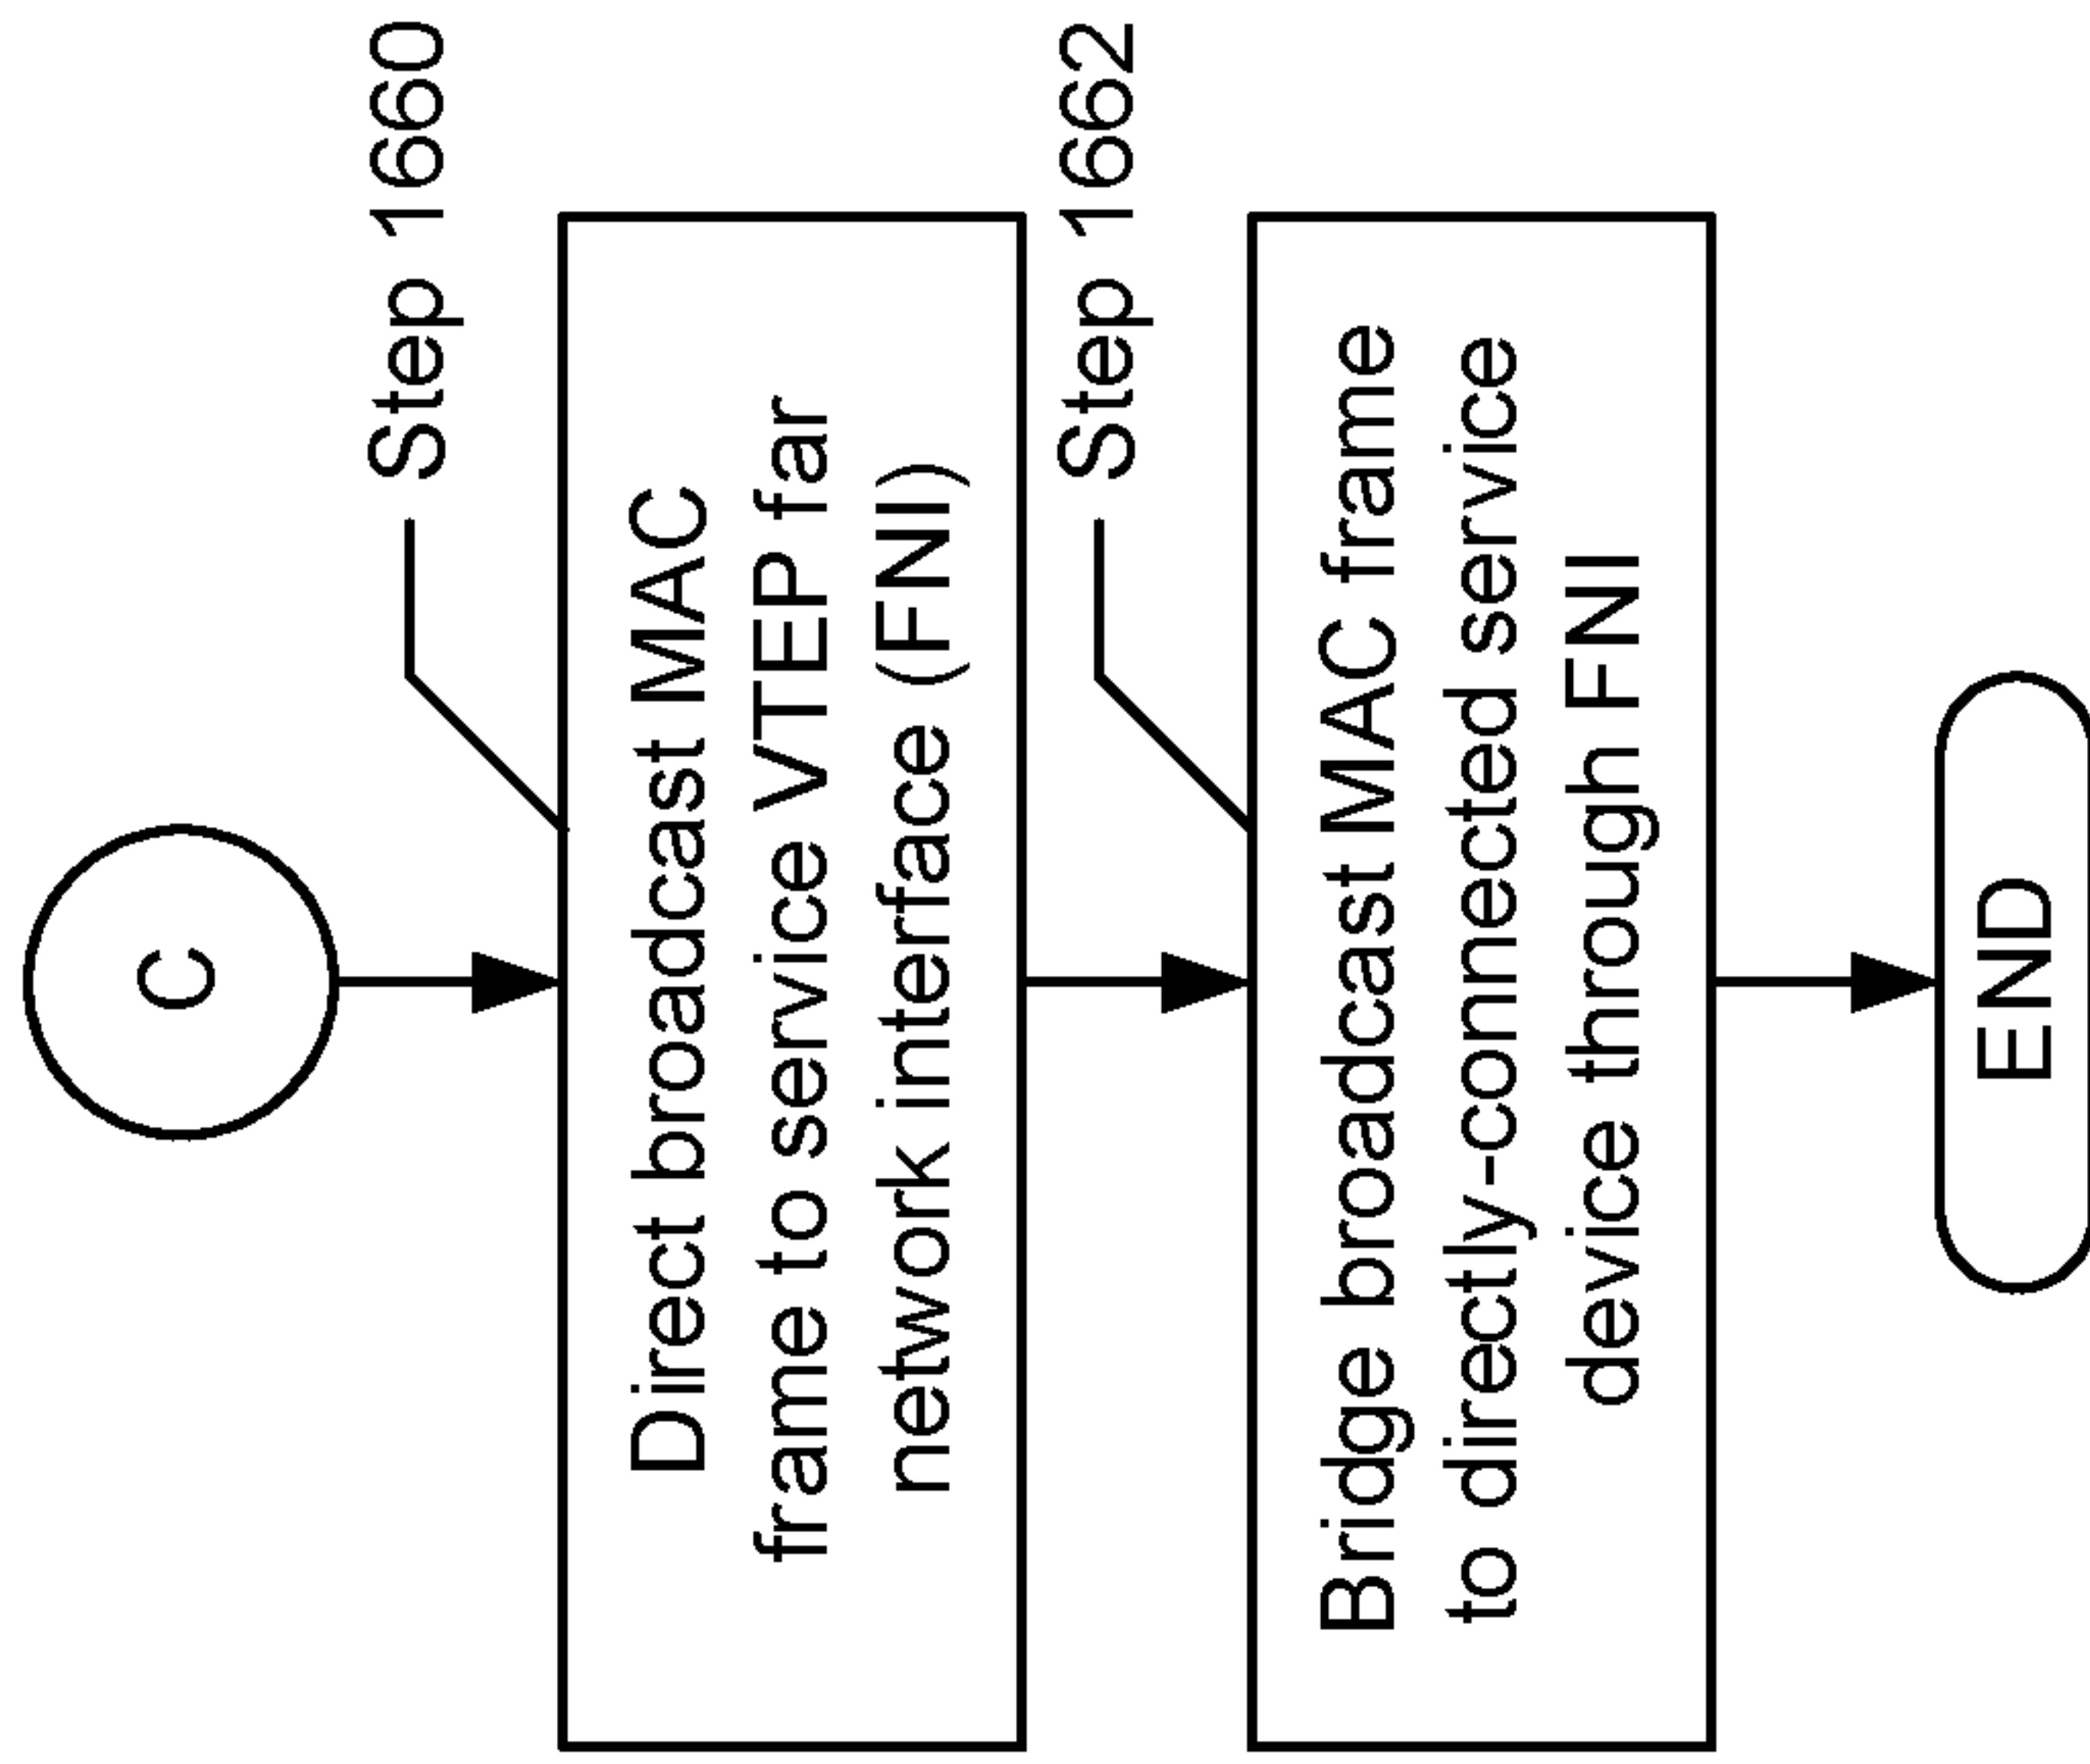 C
Step 1660
Direct broadcast MAC
frame to service VTEP far
network interface (FNI)
Step 1662
Bridge broadcast MAC frame
to directly-connected service
device through FNI
END